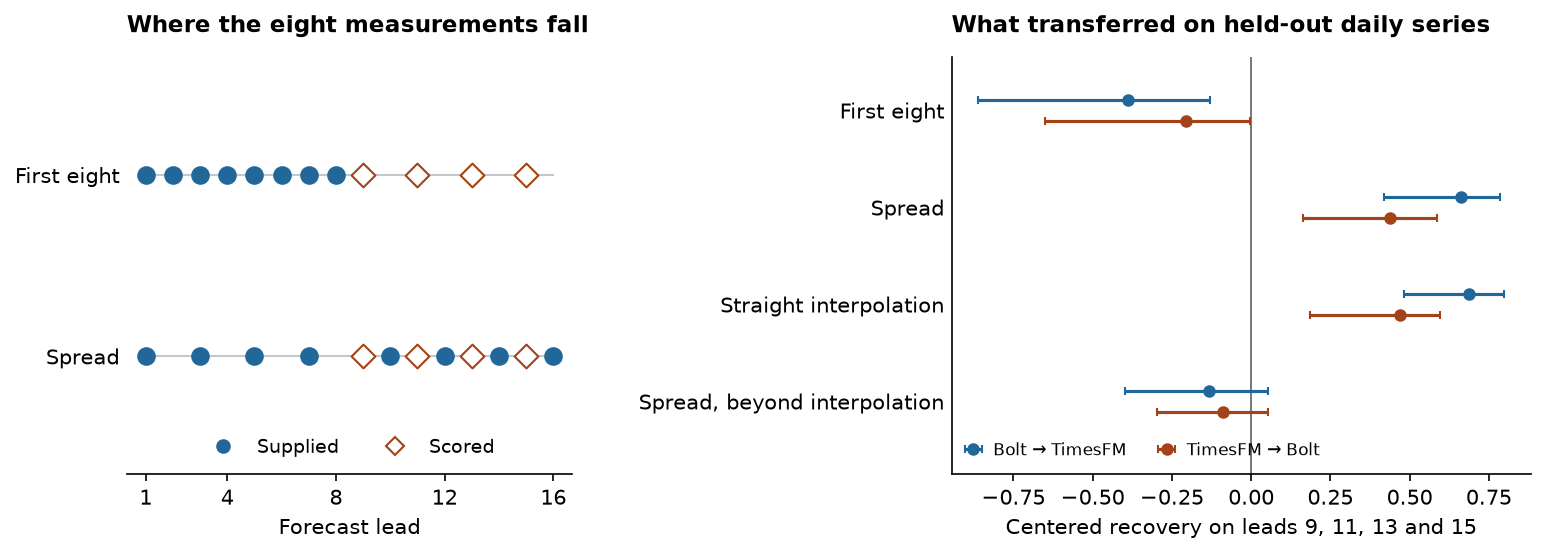 Where the eight measurements fall
First eight
Spread
Supplied
Scored
1 4 8 12 16
Forecast lead
What transferred on held-out daily series
First eight
Spread
Straight interpolation
Spread, beyond interpolation
Bolt → TimesFM
TimesFM → Bolt
−0.75 −0.50 −0.25 0.00 0.25 0.50 0.75
Centered recovery on leads 9, 11, 13 and 15